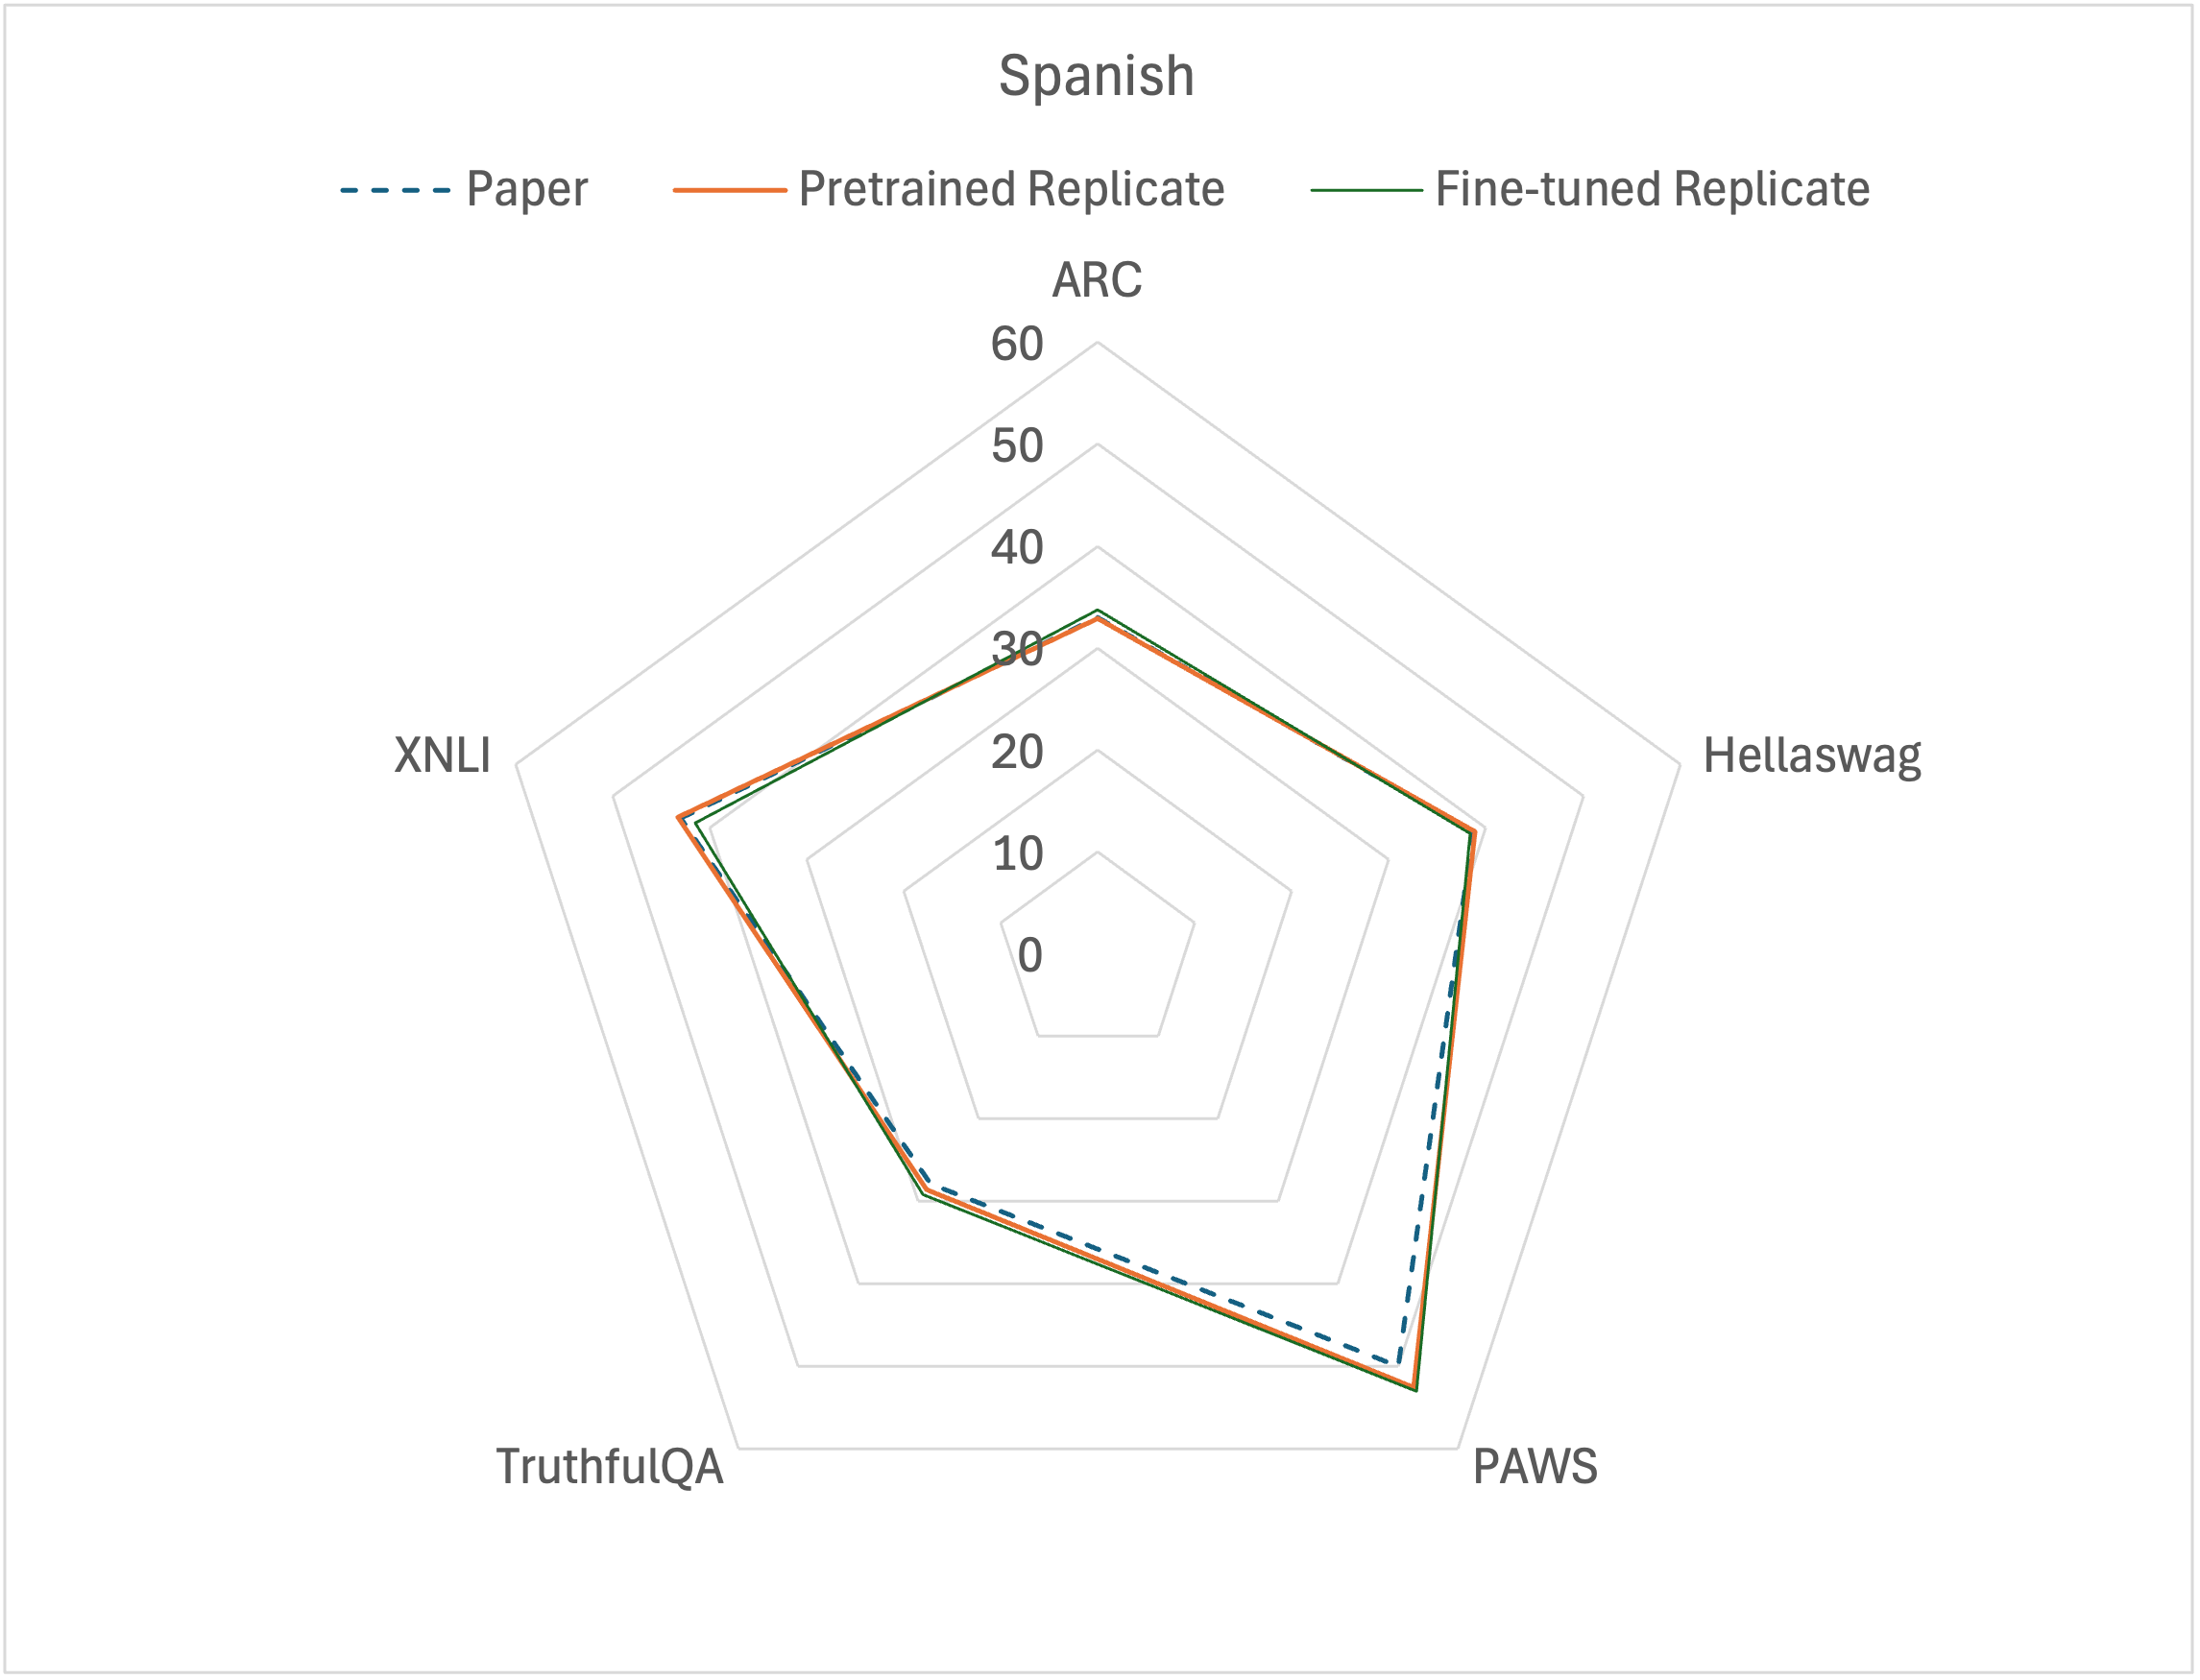 Spanish
Paper Pretrained Replicate Fine-tuned Replicate
ARC
60
50
40
30
20
10
0
XNLI
Hellaswag
TruthfulQA
PAWS